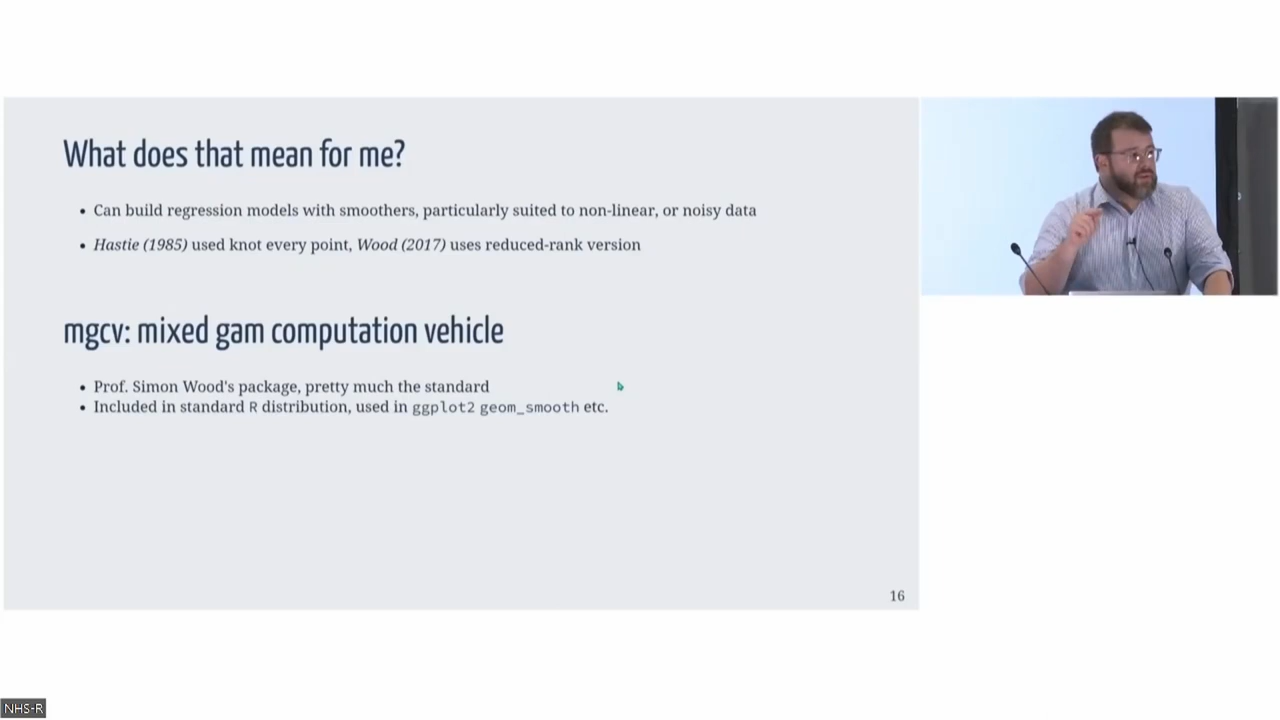 What does that mean for me?
• Can build regression models with smoothers, particularly suited to non-linear, or noisy data
• Hastie (1985) used knot every point, Wood (2017) uses reduced-rank version
mgcv: mixed gam computation vehicle
• Prof. Simon Wood's package, pretty much the standard
• Included in standard R distribution, used in ggplot2 geom_smooth etc.
16
NHS-R